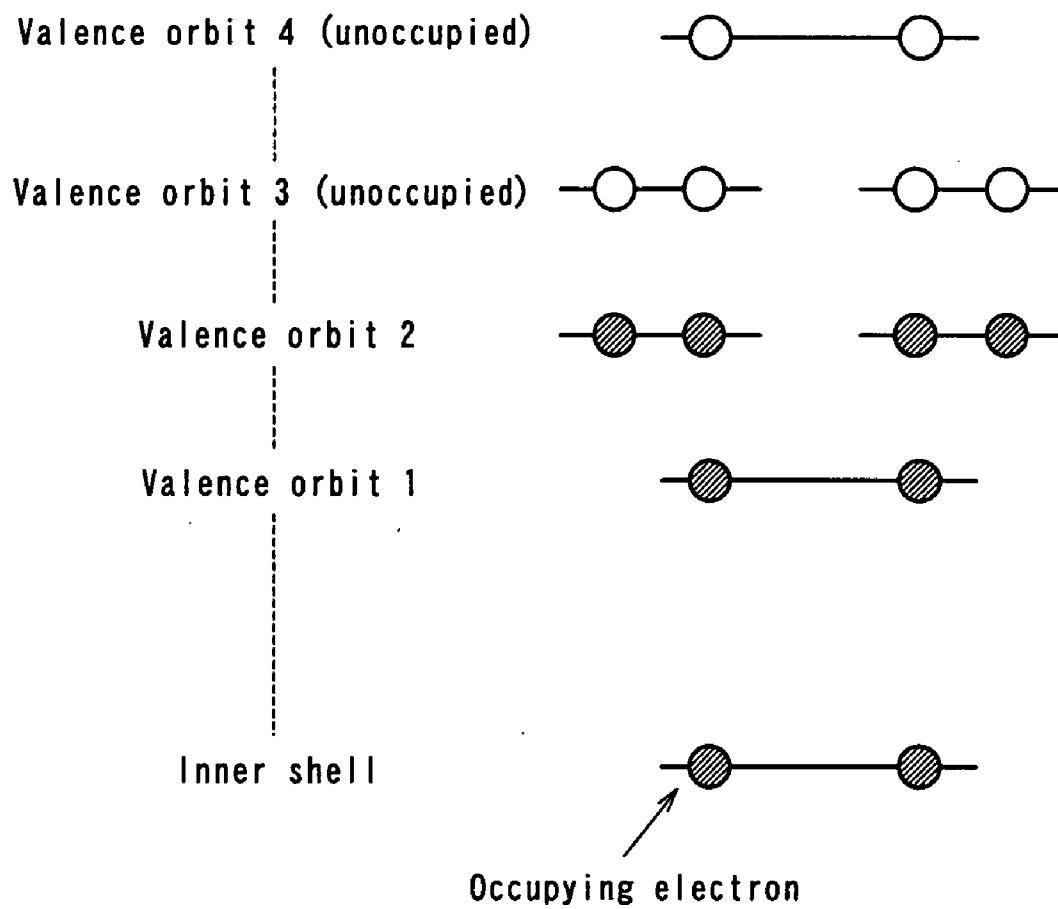 Valence orbit 4 (unoccupied)
Valence orbit 3 (unoccupied)
Valence orbit 2
Valence orbit 1
Inner shell
Occupying electron